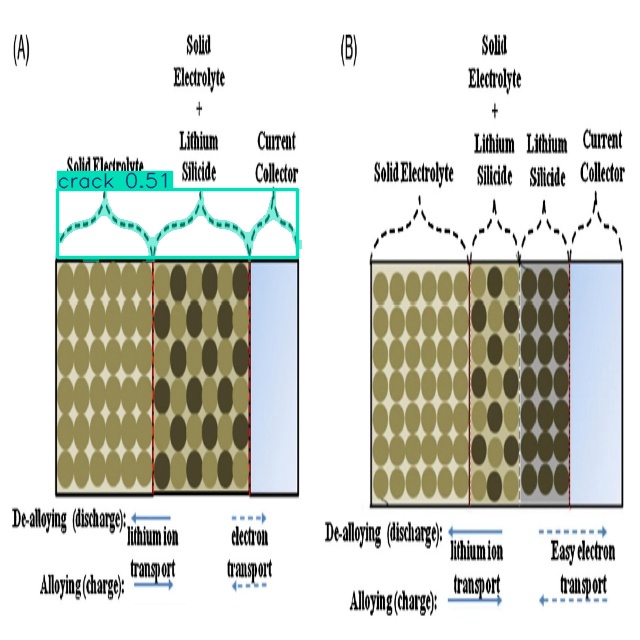 (A)
Solid
Electrolyte
+
Lithium
Silicide
Current
Collector
Solid Electrolyte
crack 0.51
De-alloying (discharge):
lithium ion
transport
electron
transport
Alloying (charge):
(B)
Solid
Electrolyte
+
Lithium
Silicide
Lithium
Silicide
Current
Collector
Solid Electrolyte
De-alloying (discharge):
lithium ion
transport
Easy electron
transport
Alloying (charge):